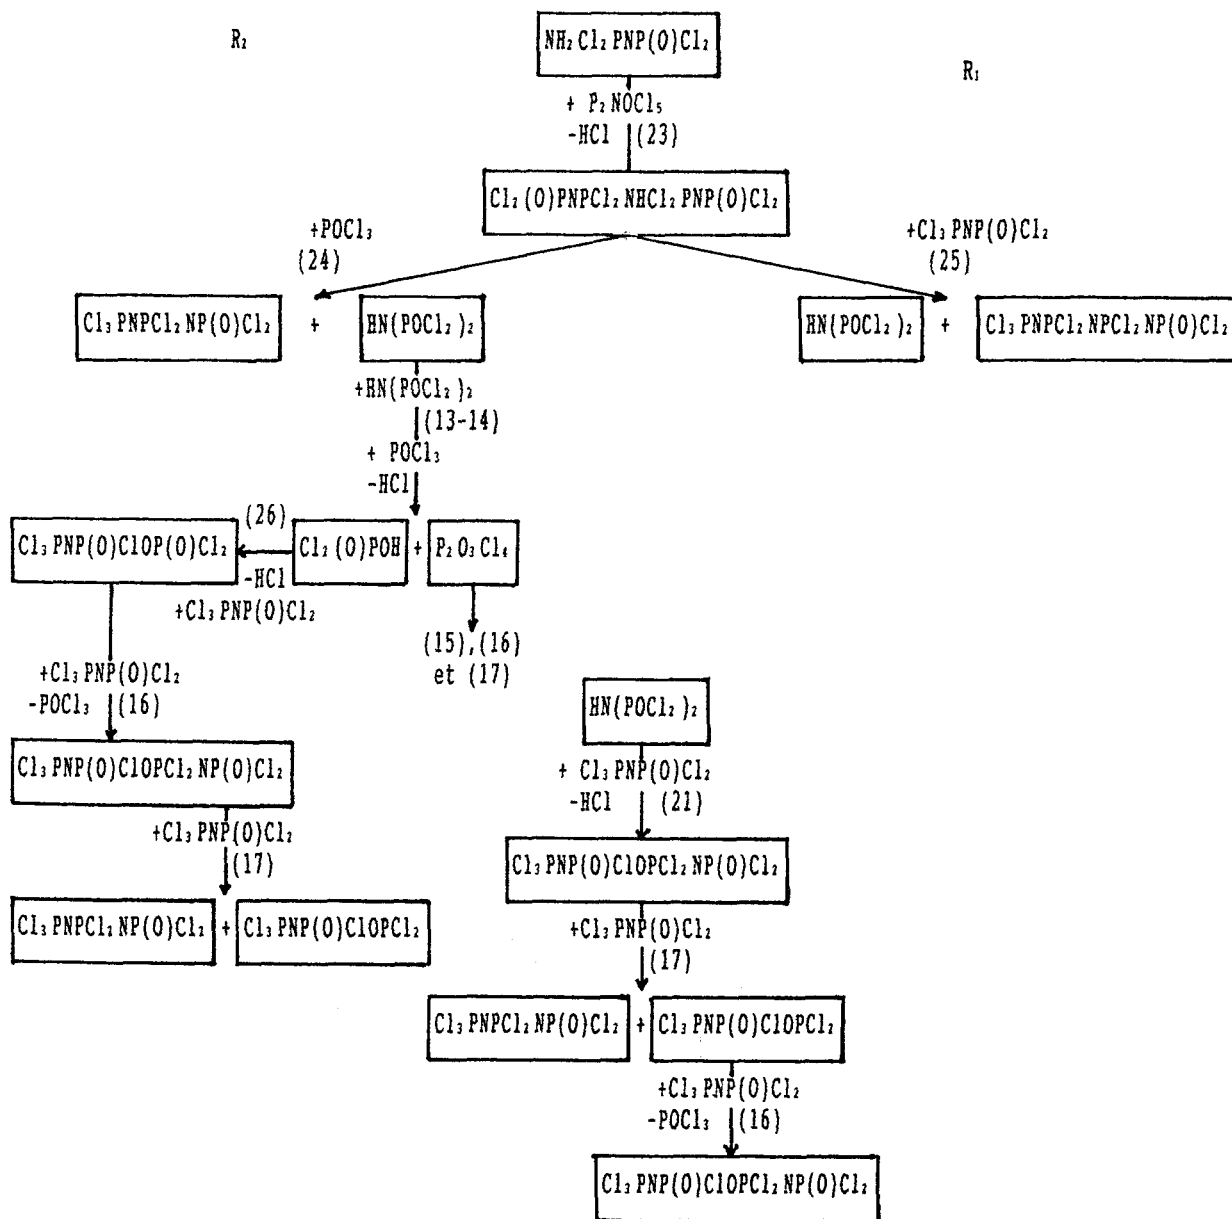 R₂
NH₂Cl₂PNP(O)Cl₂
R₁
+ P₂NOCl₅
-HCl (23)
Cl₂(O)PNPCl₂NHCl₂PNP(O)Cl₂
+POCl₃
(24)
+Cl₃PNP(O)Cl₂
(25)
Cl₃PNPCl₂NP(O)Cl₂ + HN(POCl₂)₂
HN(POCl₂)₂ + Cl₃PNPCl₂NPCl₂NP(O)Cl₂
+HN(POCl₂)₂
(13-14)
+ POCl₃
-HCl
Cl₃PNP(O)ClOP(O)Cl₂
(26)
-HCl
+Cl₃PNP(O)Cl₂
Cl₂(O)POH + P₂O₃Cl₄
(15),(16)
et (17)
+Cl₃PNP(O)Cl₂
-POCl₃ (16)
Cl₃PNP(O)ClOPCl₂NP(O)Cl₂
+Cl₃PNP(O)Cl₂
(17)
Cl₃PNPCl₂NP(O)Cl₂ + Cl₃PNP(O)ClOPCl₂
HN(POCl₂)₂
+ Cl₃PNP(O)Cl₂
-HCl (21)
Cl₃PNP(O)ClOPCl₂NP(O)Cl₂
+Cl₃PNP(O)Cl₂
(17)
Cl₃PNPCl₂NP(O)Cl₂ + Cl₃PNP(O)ClOPCl₂
+Cl₃PNP(O)Cl₂
-POCl₃ (16)
Cl₃PNP(O)ClOPCl₂NP(O)Cl₂